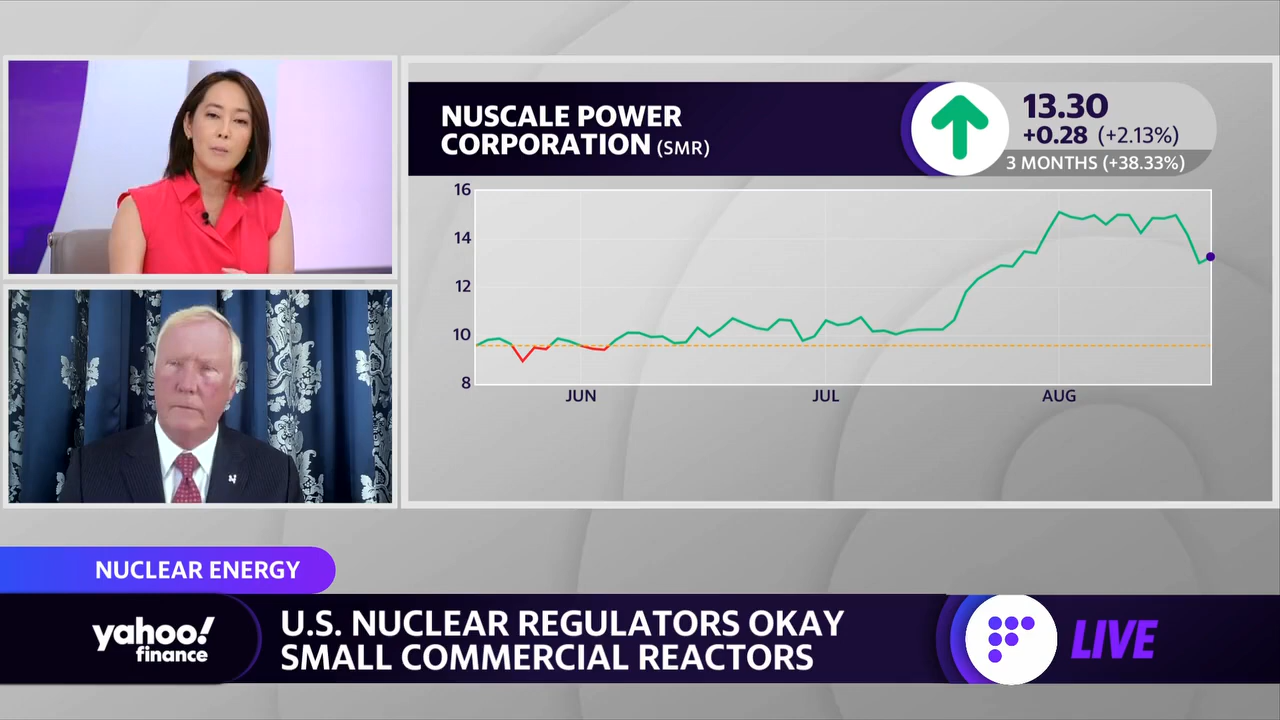 NUSCALE POWER
CORPORATION (SMR)
13.30
+0.28 (+2.13%)
3 MONTHS (+38.33%)
16
14
12
10
8
JUN JUL AUG
NUCLEAR ENERGY
yahoo!
finance
U.S. NUCLEAR REGULATORS OKAY
SMALL COMMERCIAL REACTORS
LIVE